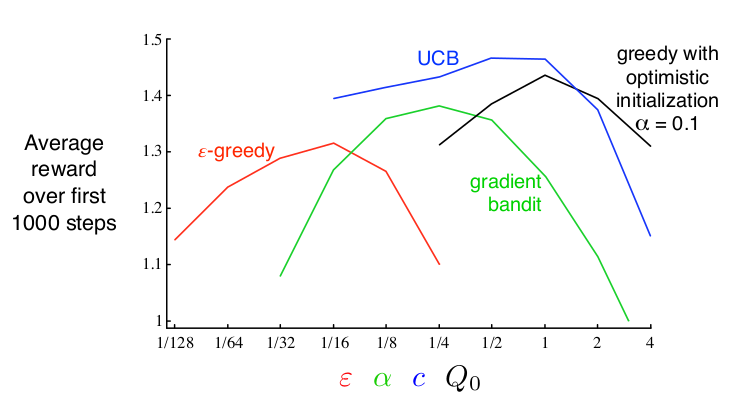 1.5
1.4
1.3
1.2
1.1
1
Average
reward
over first
1000 steps
UCB
greedy with
optimistic
initialization
α = 0.1
ε-greedy
gradient
bandit
1/128 1/64 1/32 1/16 1/8 1/4 1/2 1 2 4
ε α c Q₀